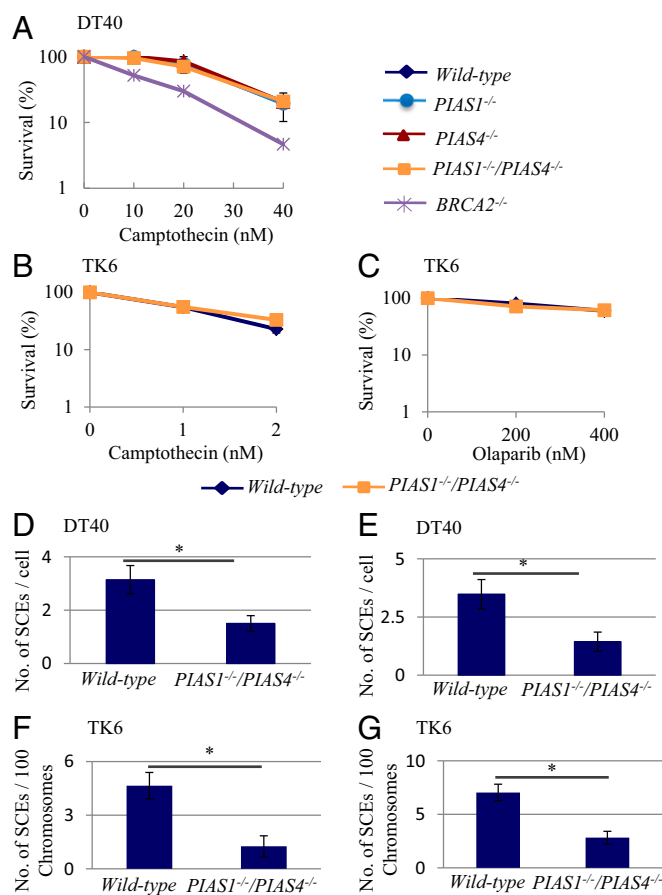 A DT40
Survival (%)
100
10
1
0 10 20 30 40
Camptothecin (nM)
Wild-type
PIAS1-/-
PIAS4-/-
PIAS1-/-/PIAS4-/-
BRCA2-/-
B TK6
Survival (%)
100
10
1
0 1 2
Camptothecin (nM)
C TK6
Survival (%)
100
10
1
0 200 400
Olaparib (nM)
Wild-type PIAS1-/-/PIAS4-/-
D DT40
No. of SCEs / cell
4
2
0
*
Wild-type PIAS1-/-/PIAS4-/-
E DT40
No. of SCEs / cell
5
2.5
0
*
Wild-type PIAS1-/-/PIAS4-/-
F TK6
No. of SCEs / 100
Chromosomes
6
3
0
*
Wild-type PIAS1-/-/PIAS4-/-
G TK6
No. of SCEs / 100
Chromosomes
10
5
0
*
Wild-type PIAS1-/-/PIAS4-/-